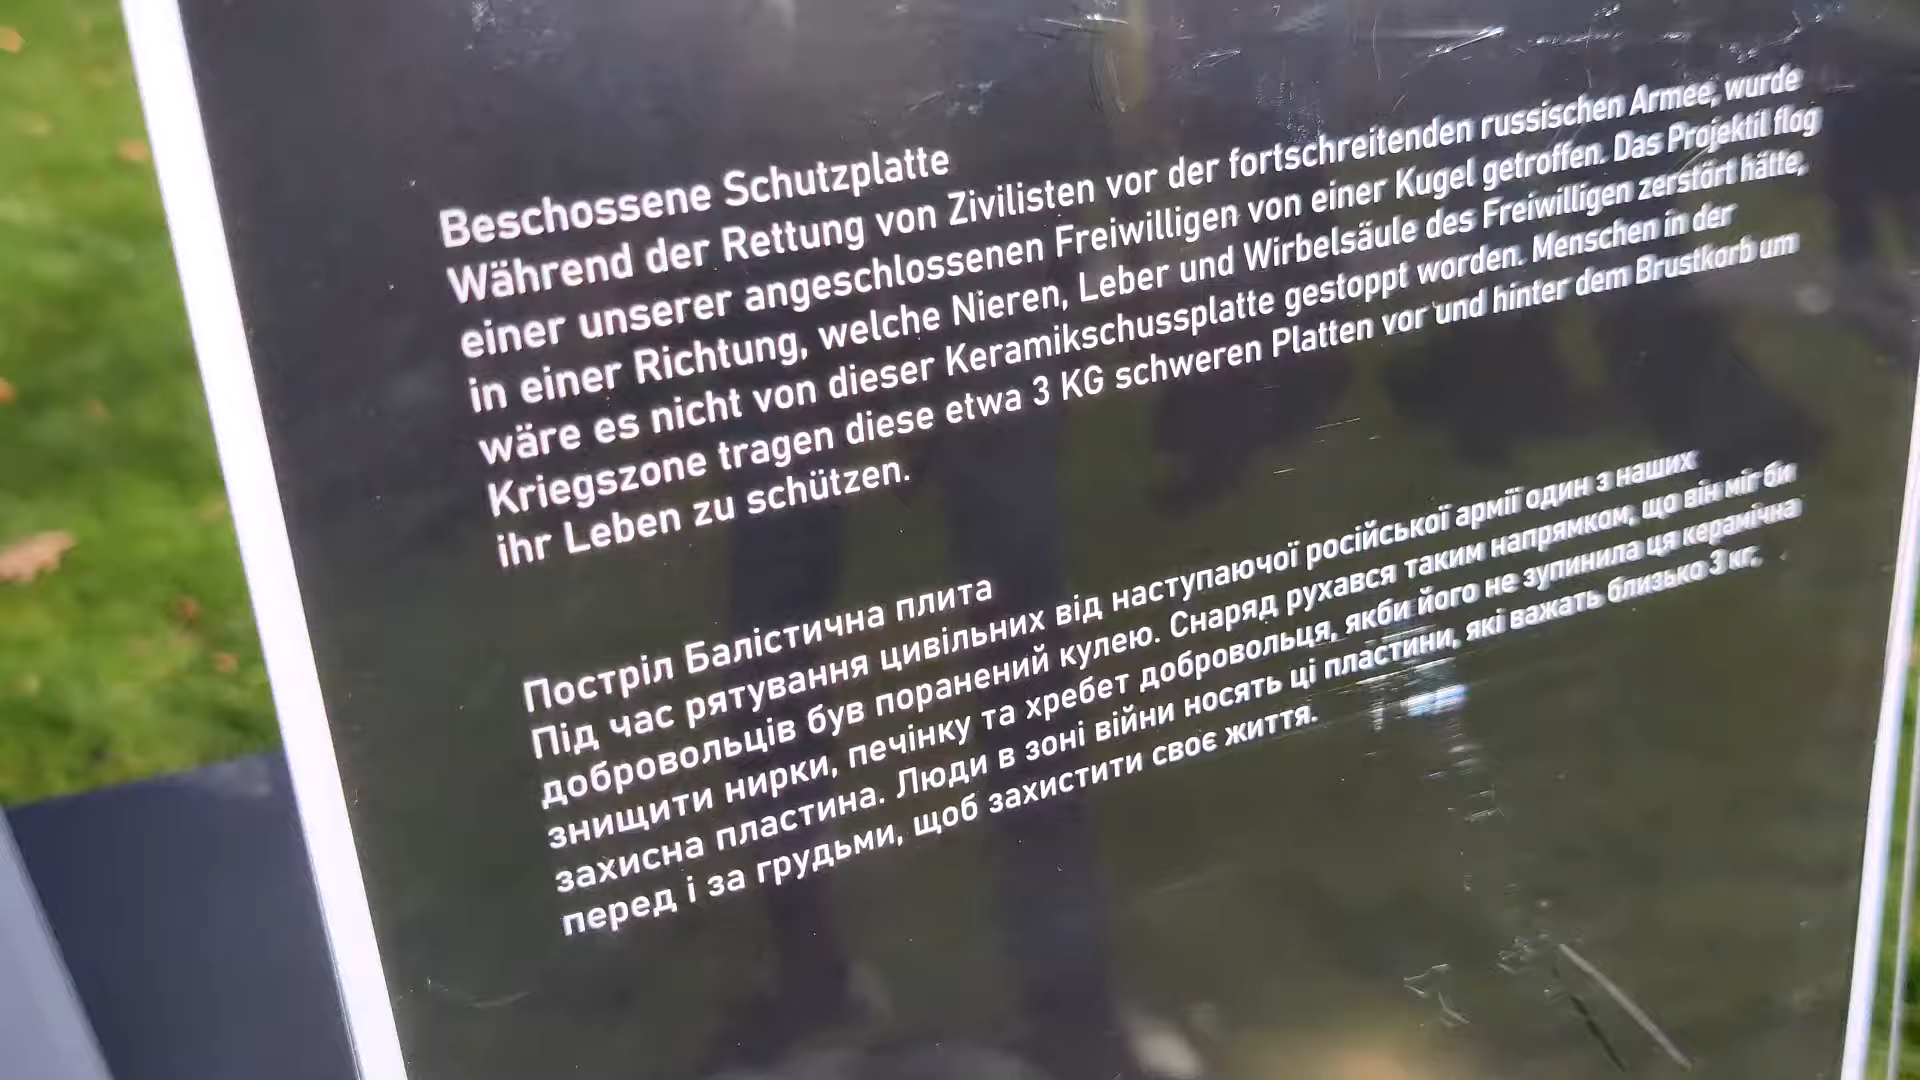 Beschossene Schutzplatte
Während der Rettung von Zivilisten vor der fortschreitenden russischen Armee, wurde
einer unserer angeschlossenen Freiwilligen von einer Kugel getroffen. Das Projektil flog
in einer Richtung, welche Nieren, Leber und Wirbelsäule des Freiwilligen zerstört hätte,
wäre es nicht von dieser Keramikschussplatte gestoppt worden. Menschen in der
Kriegszone tragen diese etwa 3 KG schweren Platten vor und hinter dem Brustkorb um
ihr Leben zu schützen.
Постріл Балістична плита
Під час рятування цивільних від наступаючої російської армії один з наших
добровольців був поранений кулею. Снаряд рухався таким напрямком, що він міг би
знищити нирки, печінку та хребет добровольця, якби його не зупинила ця керамічна
захисна пластина. Люди в зоні війни носять ці пластини, які важать близько 3 кг,
перед і за грудьми, щоб захистити своє життя.